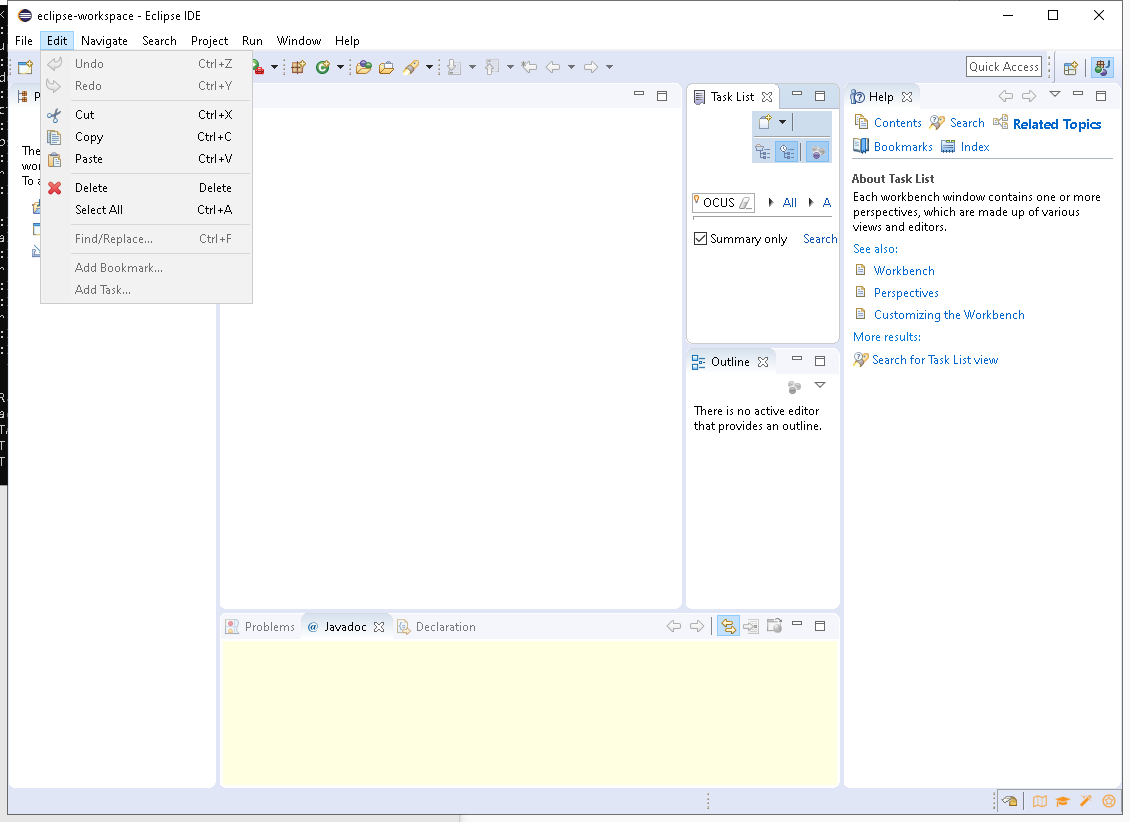 eclipse-workspace - Eclipse IDE
File Edit Navigate Search Project Run Window Help
Quick Access
Undo Ctrl+Z
Redo Ctrl+Y
Cut Ctrl+X
Copy Ctrl+C
Paste Ctrl+V
Delete Delete
Select All Ctrl+A
Find/Replace... Ctrl+F
Add Bookmark...
Add Task...
P
The
wor
To a
Task List
OCUS All A
Summary only Search
Outline
There is no active editor
that provides an outline.
Help
Contents Search Related Topics
Bookmarks Index
About Task List
Each workbench window contains one or more
perspectives, which are made up of various
views and editors.
See also:
Workbench
Perspectives
Customizing the Workbench
More results:
Search for Task List view
Problems @ Javadoc Declaration